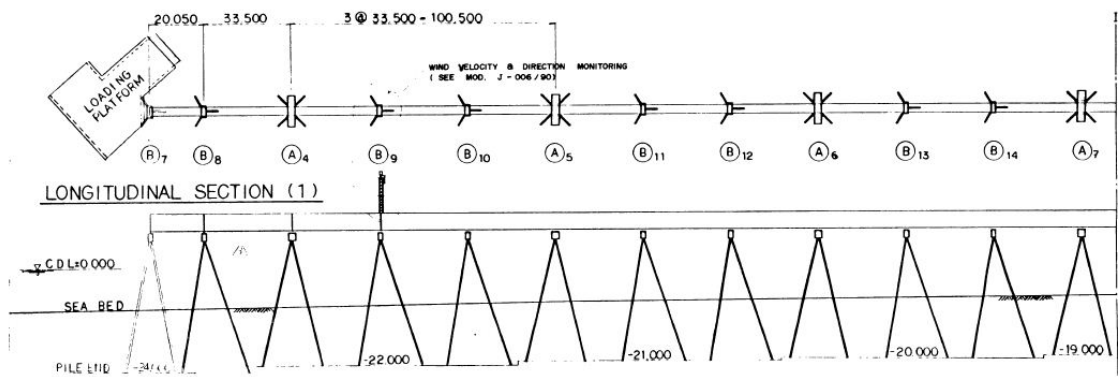 20.050 33.500 3 @ 33.500 - 100.500
WIND VELOCITY & DIRECTION MONITORING
( SEE MOD. J - 006/90)
LOADING
PLATFORM
B7 B8 A4 B9 B10 A5 B11 B12 A6 B13 B14 A7
LONGITUDINAL SECTION (1)
C D L=0.000
SEA BED
-22.000 -21.000 -20.000 -19.000
PILE END